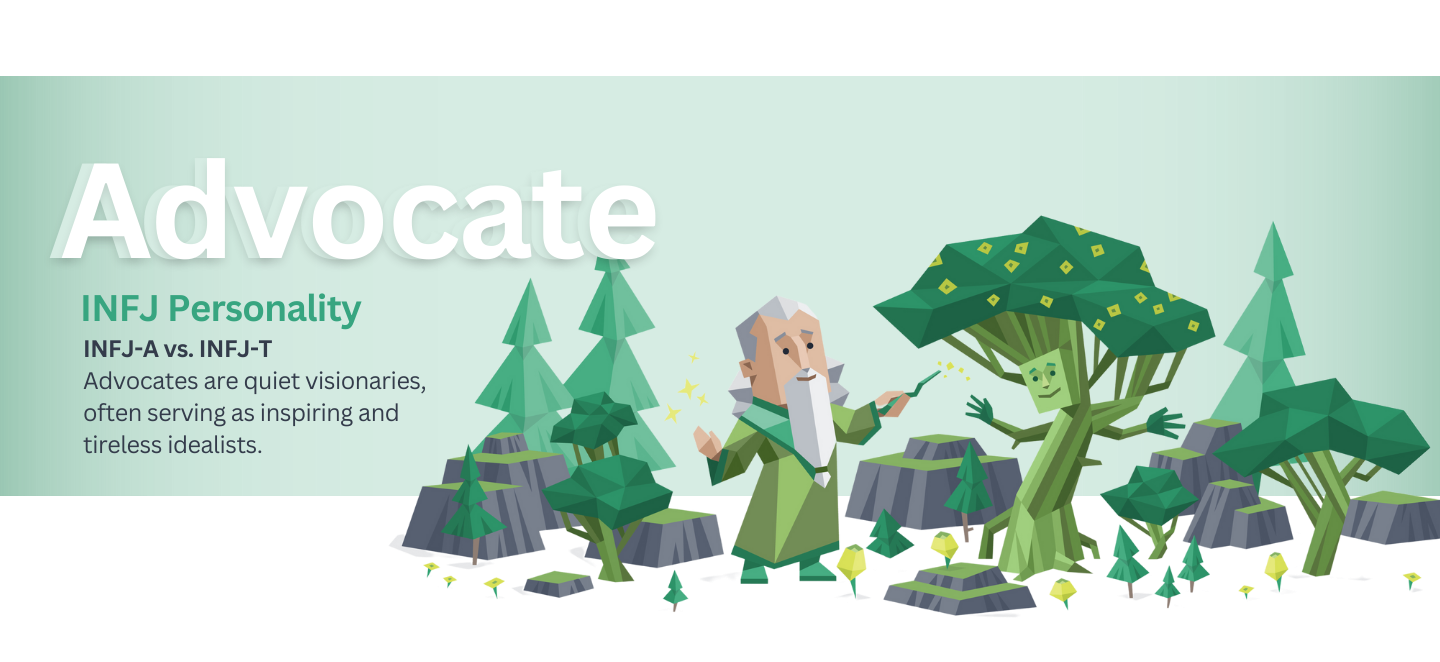 Advocate
INFJ Personality
INFJ-A vs. INFJ-T
Advocates are quiet visionaries,
often serving as inspiring and
tireless idealists.